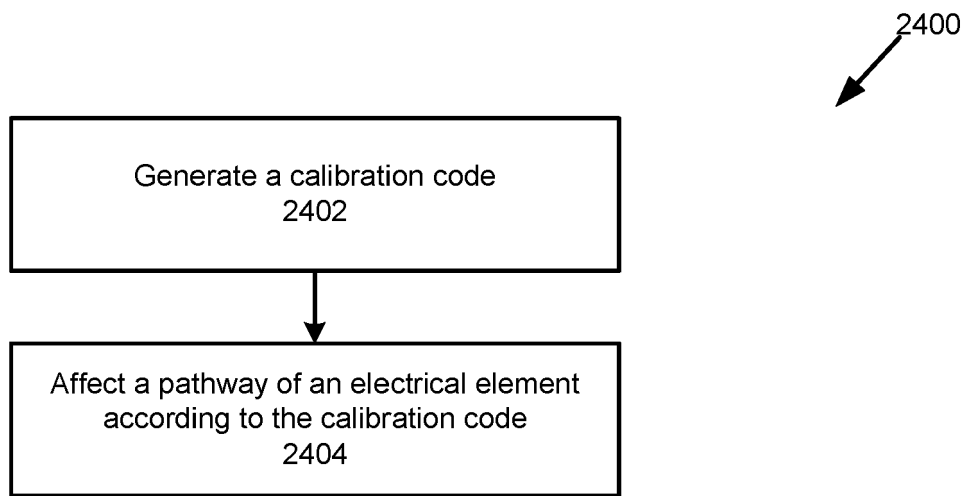 2400
Generate a calibration code
2402
Affect a pathway of an electrical element
according to the calibration code
2404